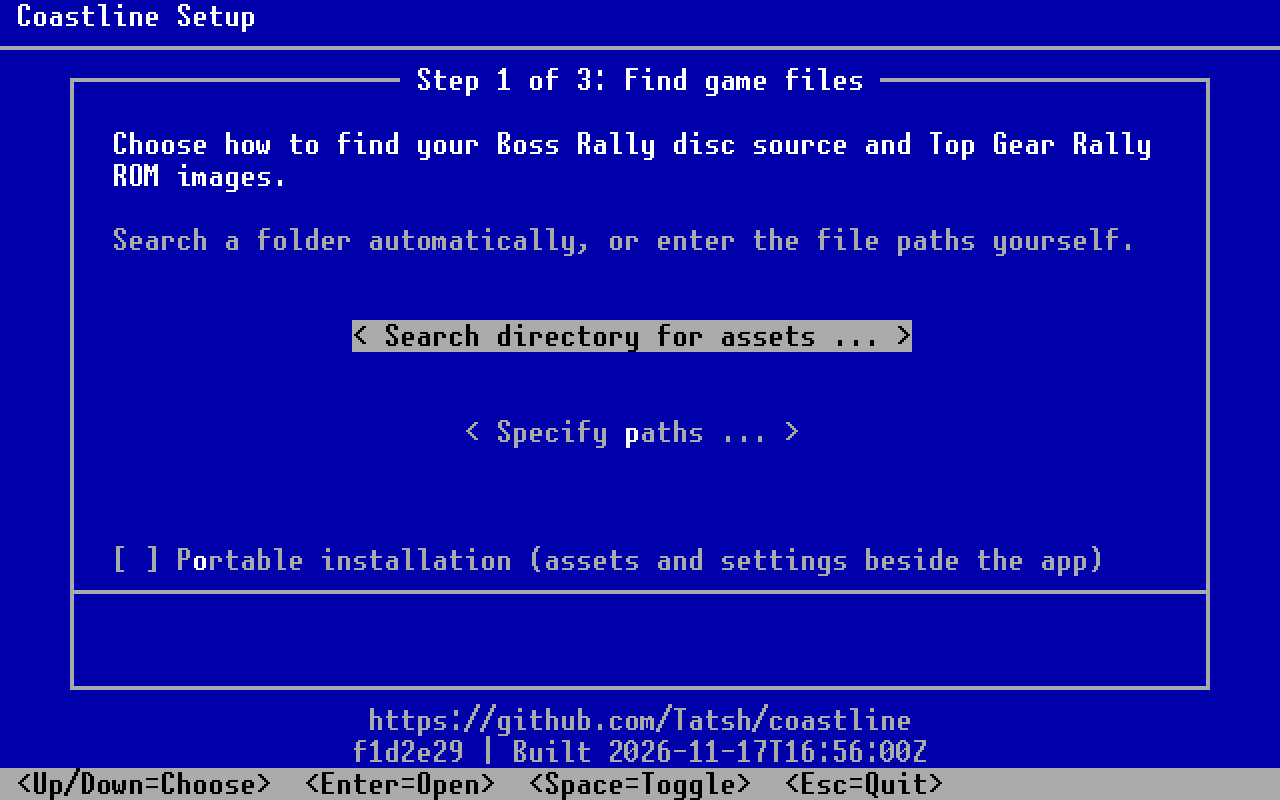 Coastline Setup
Step 1 of 3: Find game files
Choose how to find your Boss Rally disc source and Top Gear Rally
ROM images.
Search a folder automatically, or enter the file paths yourself.
< Search directory for assets ... >
< Specify paths ... >
[ ] Portable installation (assets and settings beside the app)
https://github.com/Tatsh/coastline
f1d2e29 | Built 2026-11-17T16:56:00Z
<Up/Down=Choose> <Enter=Open> <Space=Toggle> <Esc=Quit>